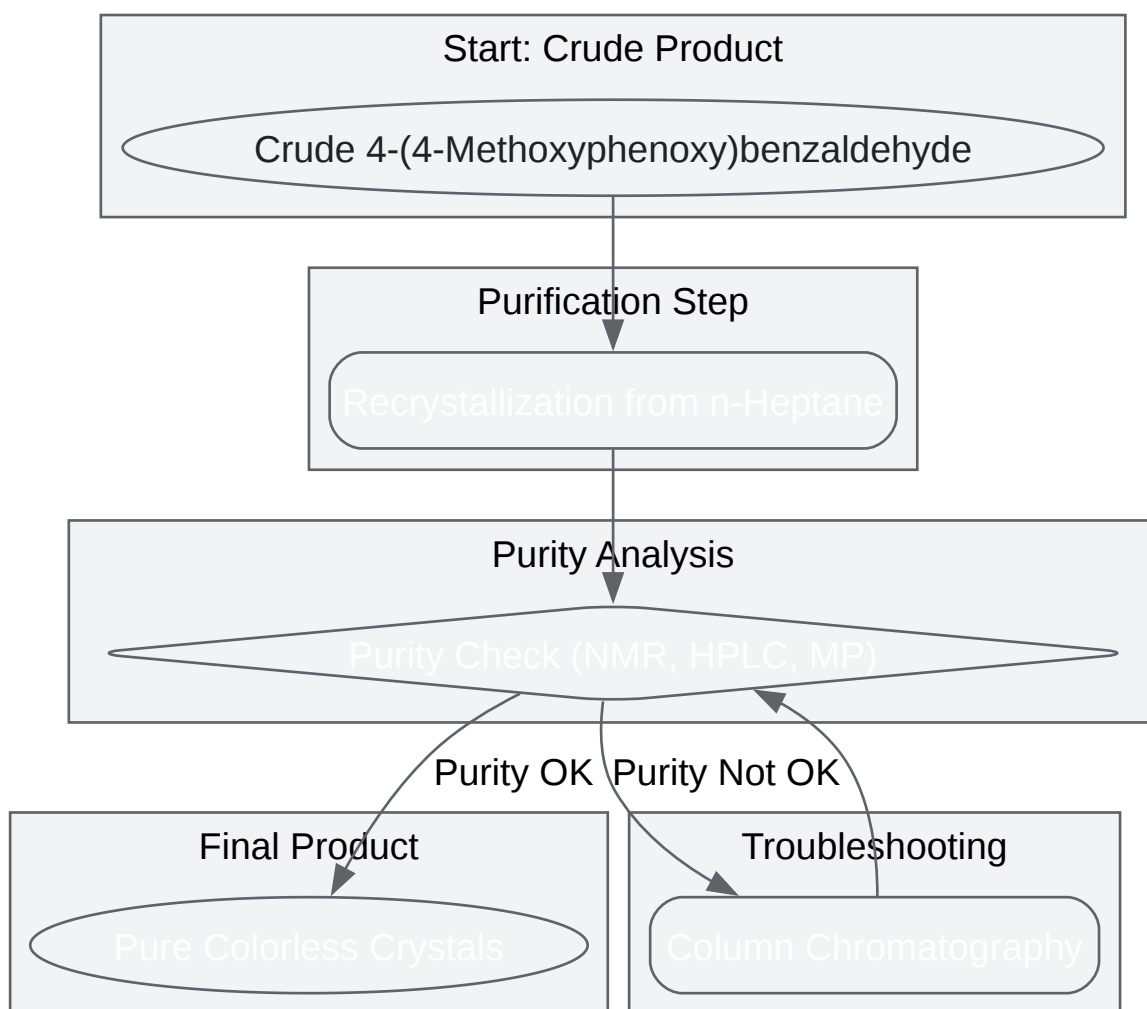 Start: Crude Product
Crude 4-(4-Methoxyphenoxy)benzaldehyde
Purification Step
Recrystallization from n-Heptane
Purity Analysis
Purity Check (NMR, HPLC, MP)
Purity OK
Purity Not OK
Final Product
Pure Colorless Crystals
Troubleshooting
Column Chromatography